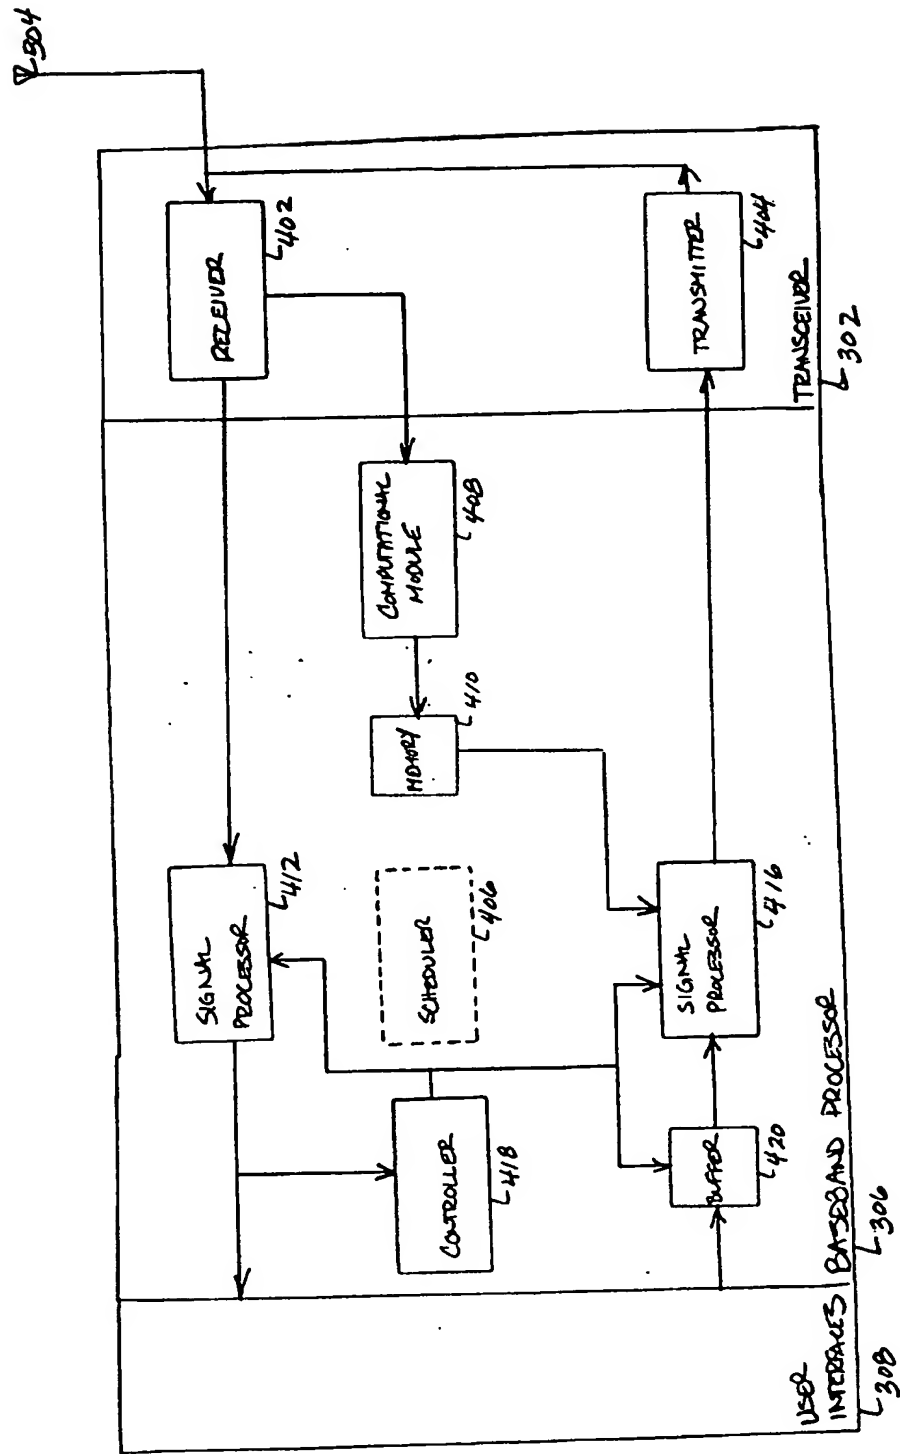 304
RECEIVER
402
TRANSMITTER
404
TRANSCEIVER
302
COMPUTATIONAL
MODULE
408
MEMORY
410
SIGNAL
PROCESSOR
412
SCHEDULER
406
SIGNAL
PROCESSOR
416
CONTROLLER
418
BUFFER
420
BASEBAND PROCESSOR
306
USER
INTERFACES
308